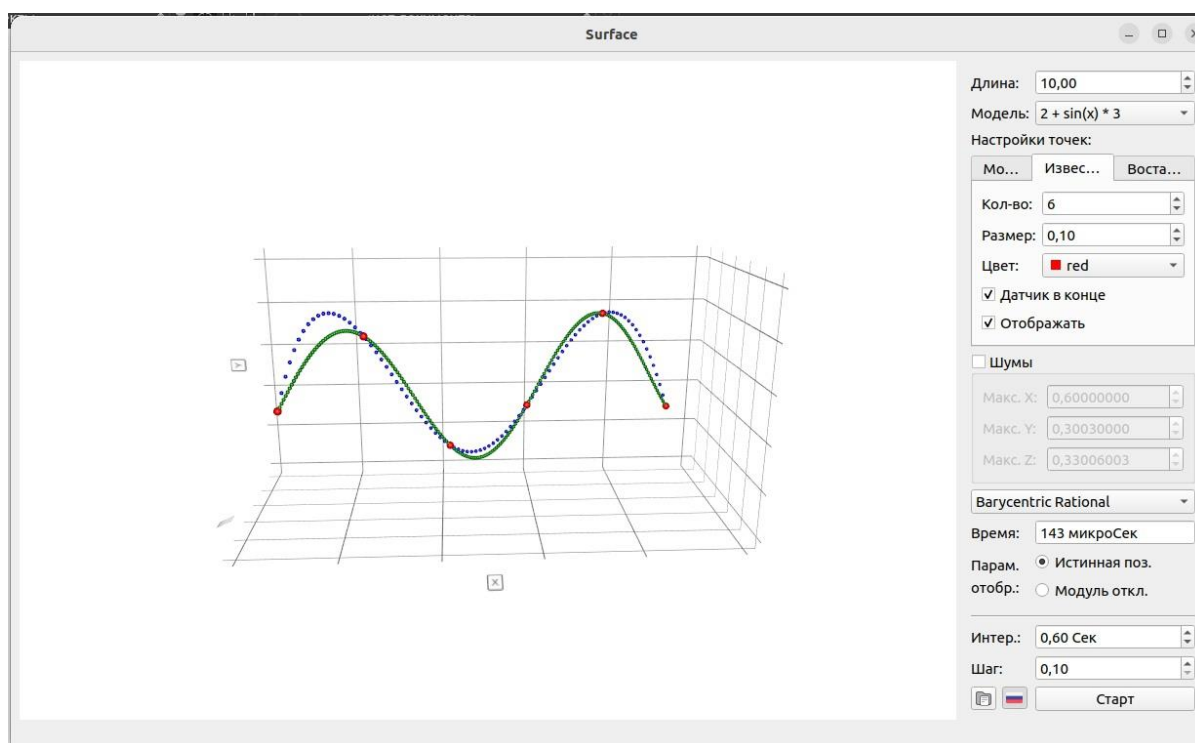 Surface
Длина: 10,00
Модель: 2 + sin(x) * 3
Настройки точек:
Мо... Извес... Воста...
Кол-во: 6
Размер: 0,10
Цвет: red
Датчик в конце
Отображать
Шумы
Макс. X: 0,60000000
Макс. Y: 0,30030000
Макс. Z: 0,33006003
Barycentric Rational
Время: 143 микроСек
Парам. отобр.: Истинная поз.
Модуль откл.
Интер.: 0,60 Сек
Шаг: 0,10
Старт
Y
X